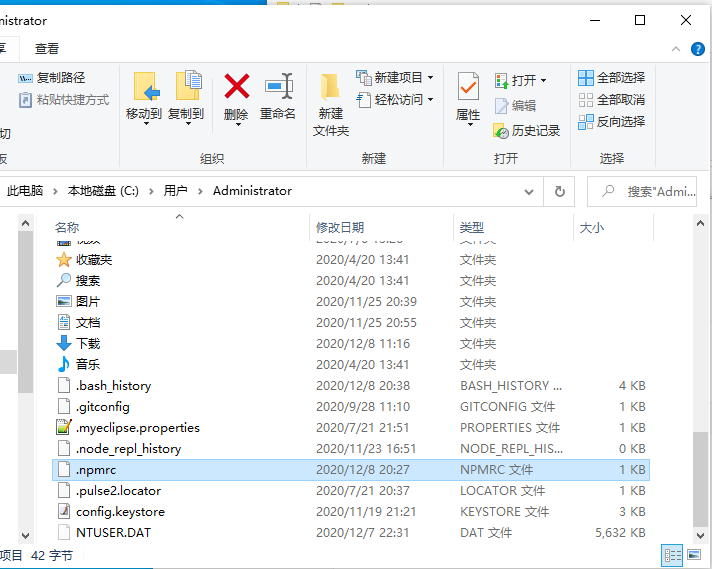 ministrator
享 查看
复制路径
粘贴快捷方式
切
板
移动到 复制到 删除 重命名
组织
新建
文件夹
新建项目
轻松访问
新建
属性
打开
编辑
历史记录
打开
全部选择
全部取消
反向选择
选择
此电脑 › 本地磁盘 (C:) › 用户 › Administrator
搜索"Admi...
名称 修改日期 类型 大小
收藏夹 2020/4/20 13:41 文件夹
搜索 2020/4/20 13:41 文件夹
图片 2020/11/25 20:39 文件夹
文档 2020/11/25 20:55 文件夹
下载 2020/12/8 11:16 文件夹
音乐 2020/4/20 13:41 文件夹
.bash_history 2020/12/8 20:38 BASH_HISTORY ... 4 KB
.gitconfig 2020/9/28 11:10 GITCONFIG 文件 1 KB
.myeclipse.properties 2020/7/21 21:51 PROPERTIES 文件 1 KB
.node_repl_history 2020/11/23 16:51 NODE_REPL_HIS... 0 KB
.npmrc 2020/12/8 20:27 NPMRC 文件 1 KB
.pulse2.locator 2020/7/21 20:37 LOCATOR 文件 1 KB
config.keystore 2020/11/19 21:21 KEYSTORE 文件 3 KB
NTUSER.DAT 2020/12/7 22:31 DAT 文件 5,632 KB
项目 42 字节